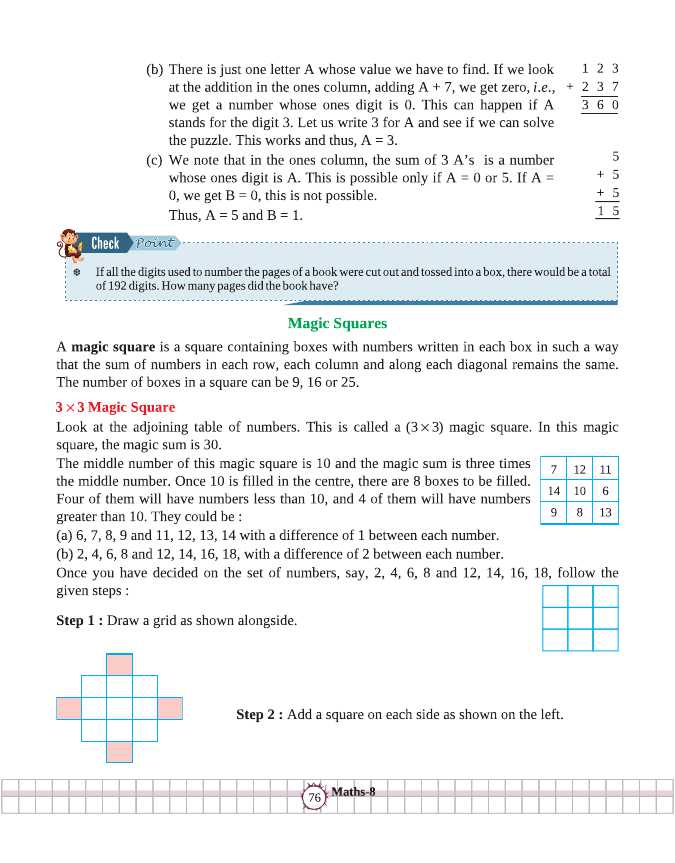 (b) There is just one letter A whose value we have to find. If we look
at the addition in the ones column, adding A + 7, we get zero, i.e.,
we get a number whose ones digit is 0. This can happen if A
stands for the digit 3. Let us write 3 for A and see if we can solve
the puzzle. This works and thus, A = 3.
1 2 3
+ 2 3 7
3 6 0
(c) We note that in the ones column, the sum of 3 A's is a number
whose ones digit is A. This is possible only if A = 0 or 5. If A =
0, we get B = 0, this is not possible.
Thus, A = 5 and B = 1.
5
+ 5
+ 5
1 5
Check Point
❆ If all the digits used to number the pages of a book were cut out and tossed into a box, there would be a total
of 192 digits. How many pages did the book have?
Magic Squares
A magic square is a square containing boxes with numbers written in each box in such a way
that the sum of numbers in each row, each column and along each diagonal remains the same.
The number of boxes in a square can be 9, 16 or 25.
3 × 3 Magic Square
Look at the adjoining table of numbers. This is called a (3 × 3) magic square. In this magic
square, the magic sum is 30.
The middle number of this magic square is 10 and the magic sum is three times
the middle number. Once 10 is filled in the centre, there are 8 boxes to be filled.
Four of them will have numbers less than 10, and 4 of them will have numbers
greater than 10. They could be :
7 12 11
14 10 6
9 8 13
(a) 6, 7, 8, 9 and 11, 12, 13, 14 with a difference of 1 between each number.
(b) 2, 4, 6, 8 and 12, 14, 16, 18, with a difference of 2 between each number.
Once you have decided on the set of numbers, say, 2, 4, 6, 8 and 12, 14, 16, 18, follow the
given steps :
Step 1 : Draw a grid as shown alongside.
Step 2 : Add a square on each side as shown on the left.
76 Maths-8